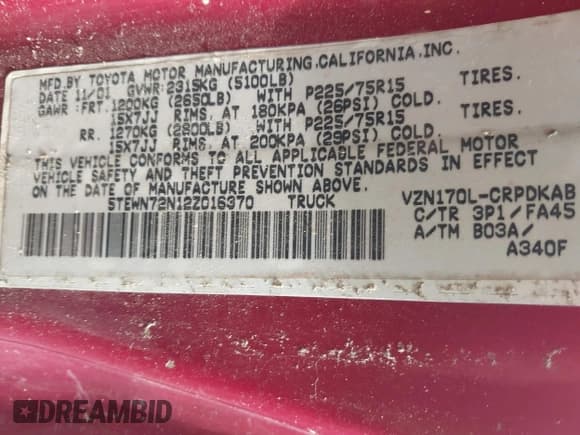 MFD. BY TOYOTA MOTOR MANUFACTURING.CALIFORNIA.INC.
DATE 11/01 GVWR:2315KG (5100LB)
GAWR :FRT.1200KG (2650LB) WITH P225/75R15 TIRES.
15X7JJ RIMS, AT 180KPA (26PSI) COLD.
RR. 1270KG (2800LB) WITH P225/75R15 TIRES.
15X7JJ RIMS, AT 200KPA (29PSI) COLD.
THIS VEHICLE CONFORMS TO ALL APPLICABLE FEDERAL MOTOR
VEHICLE SAFETY AND THEFT PREVENTION STANDARDS IN EFFECT
ON THE DATE OF MANUFACTURE SHOWN ABOVE.
5TEWN72N12Z016370 TRUCK
VZN170L-CRPDKAB
C/TR 3P1/FA45
A/TM B03A/
A340F
DREAMBID